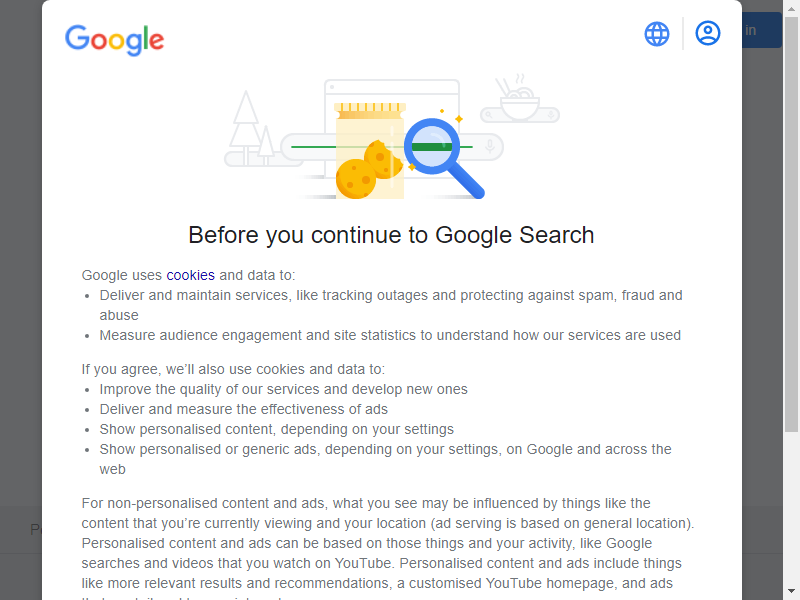 Google
in
Before you continue to Google Search
Google uses cookies and data to:
• Deliver and maintain services, like tracking outages and protecting against spam, fraud and
abuse
• Measure audience engagement and site statistics to understand how our services are used
If you agree, we’ll also use cookies and data to:
• Improve the quality of our services and develop new ones
• Deliver and measure the effectiveness of ads
• Show personalised content, depending on your settings
• Show personalised or generic ads, depending on your settings, on Google and across the
web
For non-personalised content and ads, what you see may be influenced by things like the
content that you’re currently viewing and your location (ad serving is based on general location).
Personalised content and ads can be based on those things and your activity, like Google
searches and videos that you watch on YouTube. Personalised content and ads include things
like more relevant results and recommendations, a customised YouTube homepage, and ads